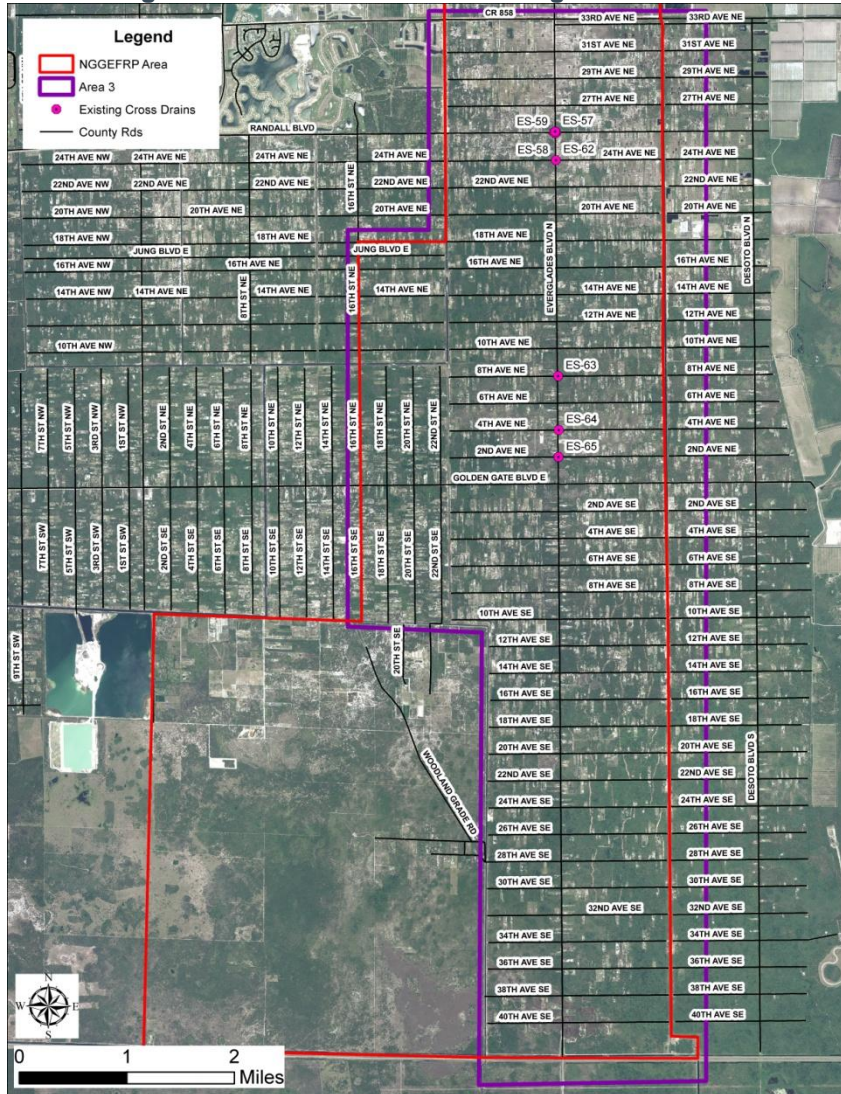 CR 858
33RD AVE NE
33RD AVE NE
Legend
NGGEFRP Area
Area 3
Existing Cross Drains
County Rds
31ST AVE NE
31ST AVE NE
29TH AVE NE
29TH AVE NE
27TH AVE NE
27TH AVE NE
RANDALL BLVD
ES-59
ES-57
24TH AVE NW
24TH AVE NE
24TH AVE NE
24TH AVE NE
ES-58
ES-62
24TH AVE NE
24TH AVE NE
22ND AVE NW
22ND AVE NE
22ND AVE NE
22ND AVE NE
22ND AVE NE
22ND AVE NE
16TH ST NE
20TH AVE NW
20TH AVE NE
20TH AVE NE
20TH AVE NE
20TH AVE NE
18TH AVE NW
18TH AVE NE
18TH AVE NE
JUNG BLVD E
JUNG BLVD E
EVERGLADES BLVD N
DESOTO BLVD N
16TH AVE NW
16TH AVE NE
16TH AVE NE
16TH AVE NE
14TH AVE NW
14TH AVE NE
14TH AVE NE
14TH AVE NE
14TH AVE NE
14TH AVE NE
8TH ST NE
16TH ST NE
12TH AVE NE
12TH AVE NE
10TH AVE NW
10TH AVE NE
10TH AVE NE
8TH AVE NE
ES-63
8TH AVE NE
6TH AVE NE
6TH AVE NE
7TH ST NW
5TH ST NW
3RD ST NW
1ST ST NW
2ND ST NE
4TH ST NE
6TH ST NE
8TH ST NE
10TH ST NE
12TH ST NE
14TH ST NE
16TH ST NE
18TH ST NE
20TH ST NE
22ND ST NE
4TH AVE NE
ES-64
4TH AVE NE
2ND AVE NE
ES-65
2ND AVE NE
GOLDEN GATE BLVD E
7TH ST SW
5TH ST SW
3RD ST SW
1ST ST SW
2ND ST SE
4TH ST SE
6TH ST SE
8TH ST SE
10TH ST SE
12TH ST SE
14TH ST SE
16TH ST SE
18TH ST SE
20TH ST SE
22ND ST SE
2ND AVE SE
2ND AVE SE
4TH AVE SE
4TH AVE SE
6TH AVE SE
6TH AVE SE
8TH AVE SE
8TH AVE SE
10TH AVE SE
10TH AVE SE
9TH ST SW
20TH ST SE
12TH AVE SE
12TH AVE SE
14TH AVE SE
14TH AVE SE
16TH AVE SE
16TH AVE SE
18TH AVE SE
18TH AVE SE
20TH AVE SE
20TH AVE SE
WOODLAND GRADE RD
DESOTO BLVD S
22ND AVE SE
22ND AVE SE
24TH AVE SE
24TH AVE SE
26TH AVE SE
26TH AVE SE
28TH AVE SE
28TH AVE SE
30TH AVE SE
30TH AVE SE
32ND AVE SE
32ND AVE SE
34TH AVE SE
34TH AVE SE
36TH AVE SE
36TH AVE SE
38TH AVE SE
38TH AVE SE
40TH AVE SE
40TH AVE SE
N
W E
S
0 1 2
Miles